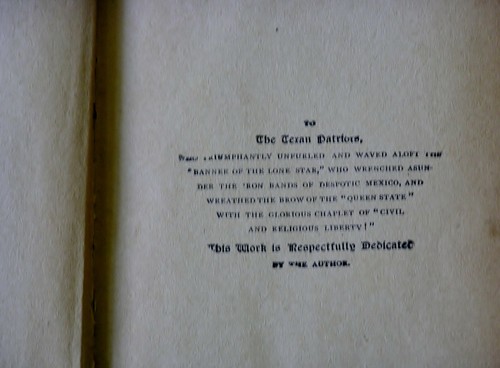 TO
The Texan Patriots,
WHO TRIUMPHANTLY UNFURLED AND WAVED ALOFT THE
"BANNER OF THE LONE STAR," WHO WRENCHED ASUN-
DER THE IRON BANDS OF DESPOTIC MEXICO, AND
WREATHED THE BROW OF THE "QUEEN STATE"
WITH THE GLORIOUS CHAPLET OF "CIVIL
AND RELIGIOUS LIBERTY!"
This Work is Respectfully Dedicated
BY THE AUTHOR.